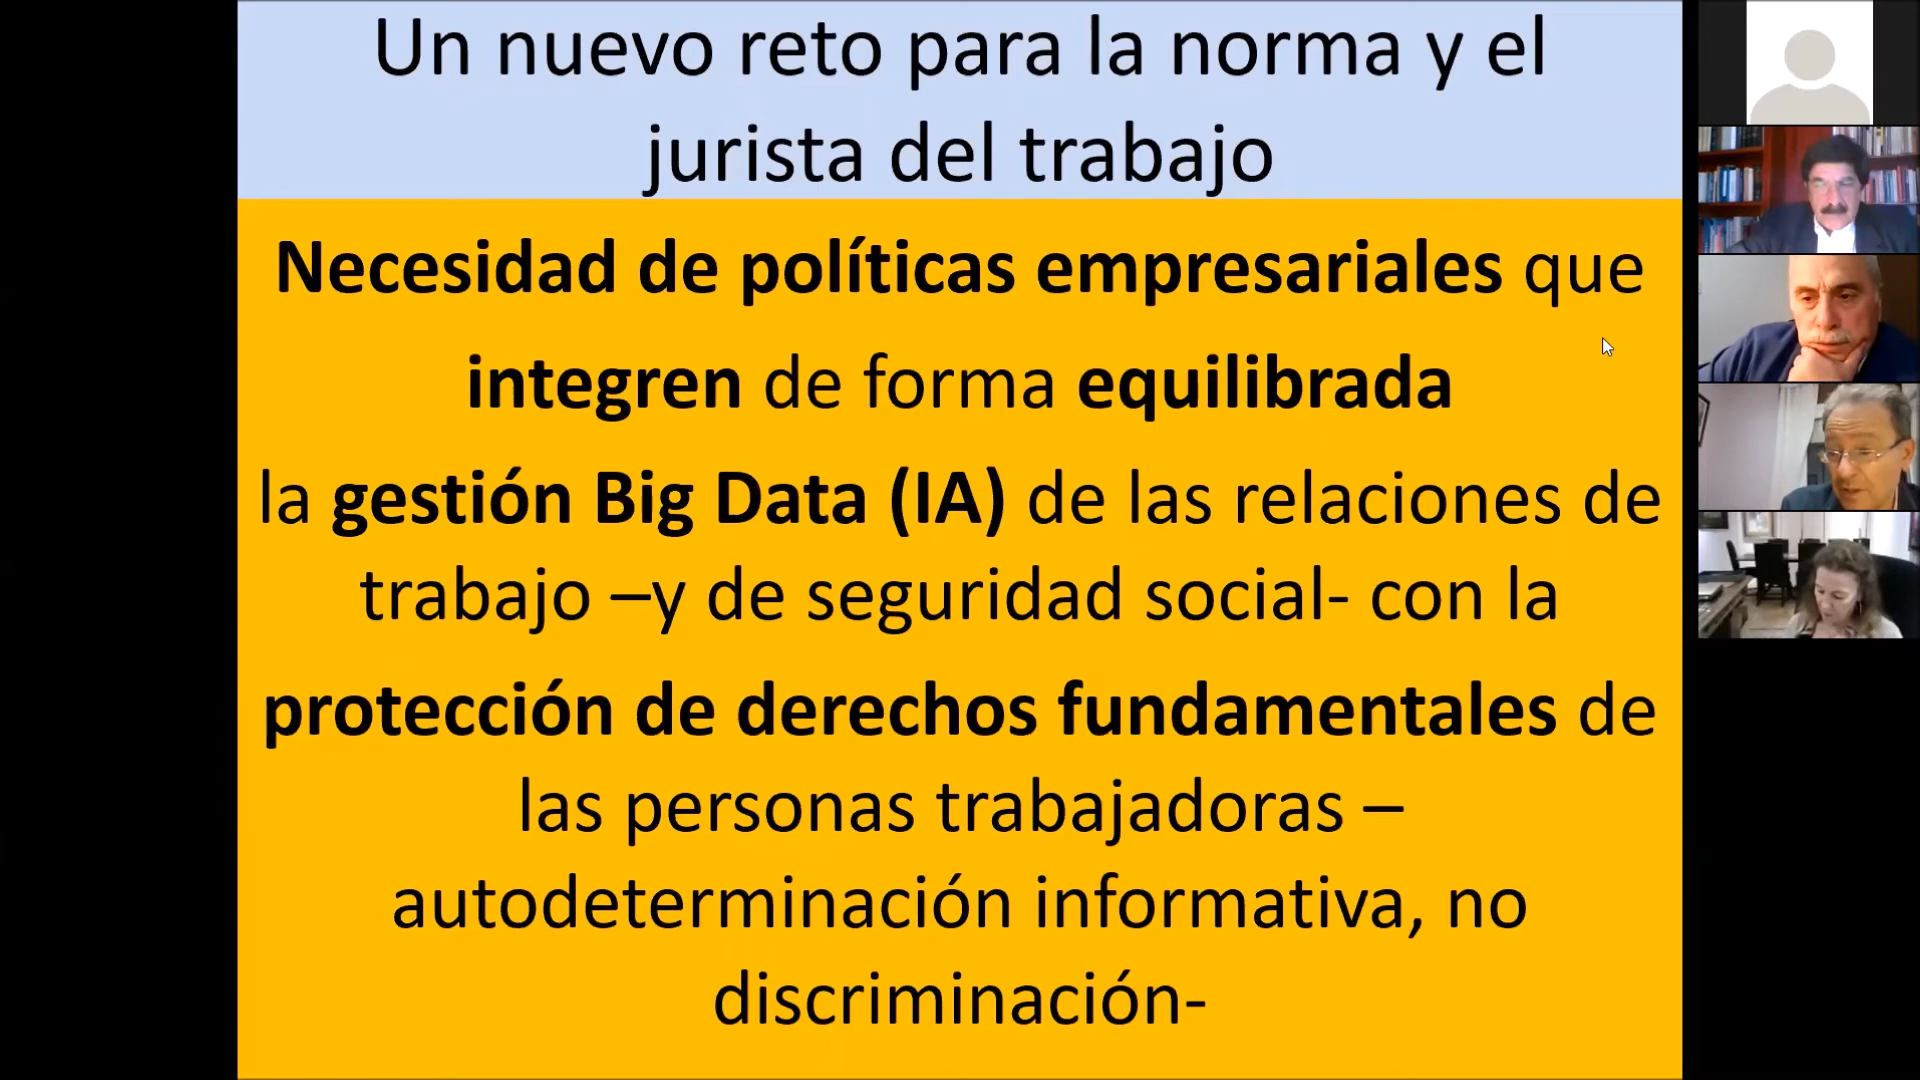 Un nuevo reto para la norma y el
jurista del trabajo
Necesidad de políticas empresariales que
integren de forma equilibrada
la gestión Big Data (IA) de las relaciones de
trabajo –y de seguridad social- con la
protección de derechos fundamentales de
las personas trabajadoras –
autodeterminación informativa, no
discriminación-